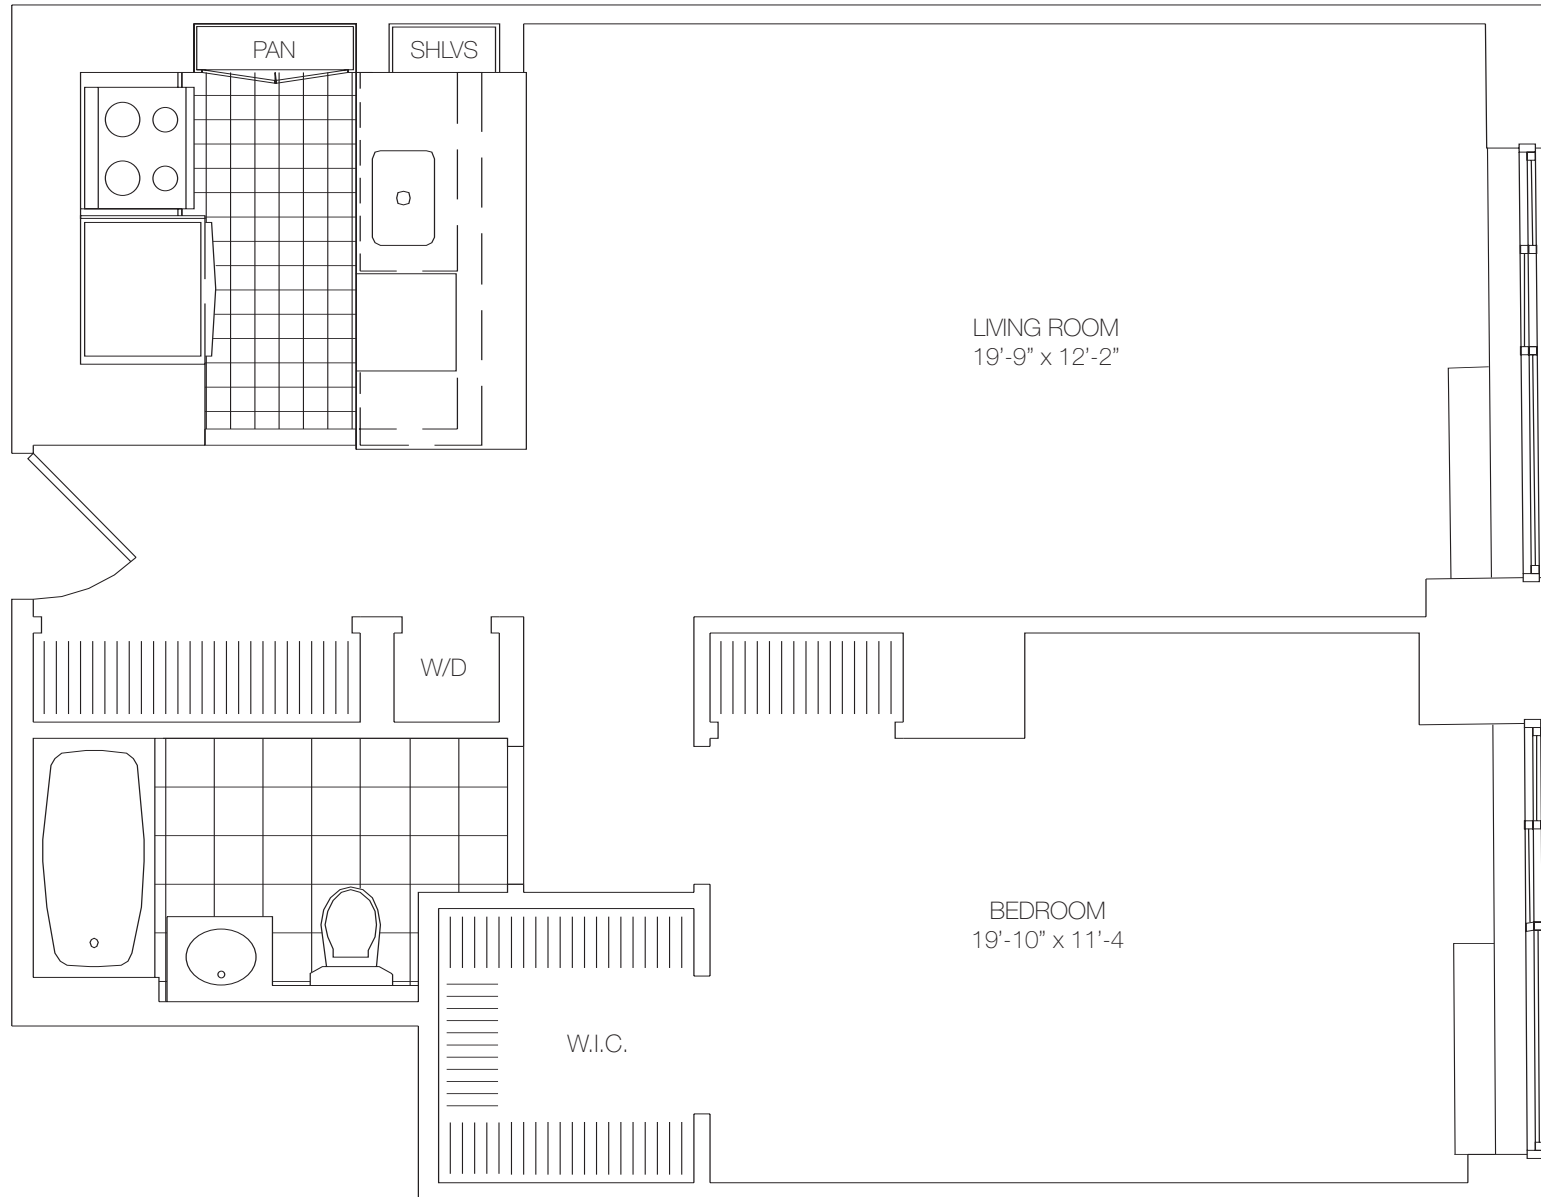 PAN
SHLVS
LIVING ROOM
19’-9” x 12’-2”
W/D
BEDROOM
19’-10” x 11’-4
W.I.C.